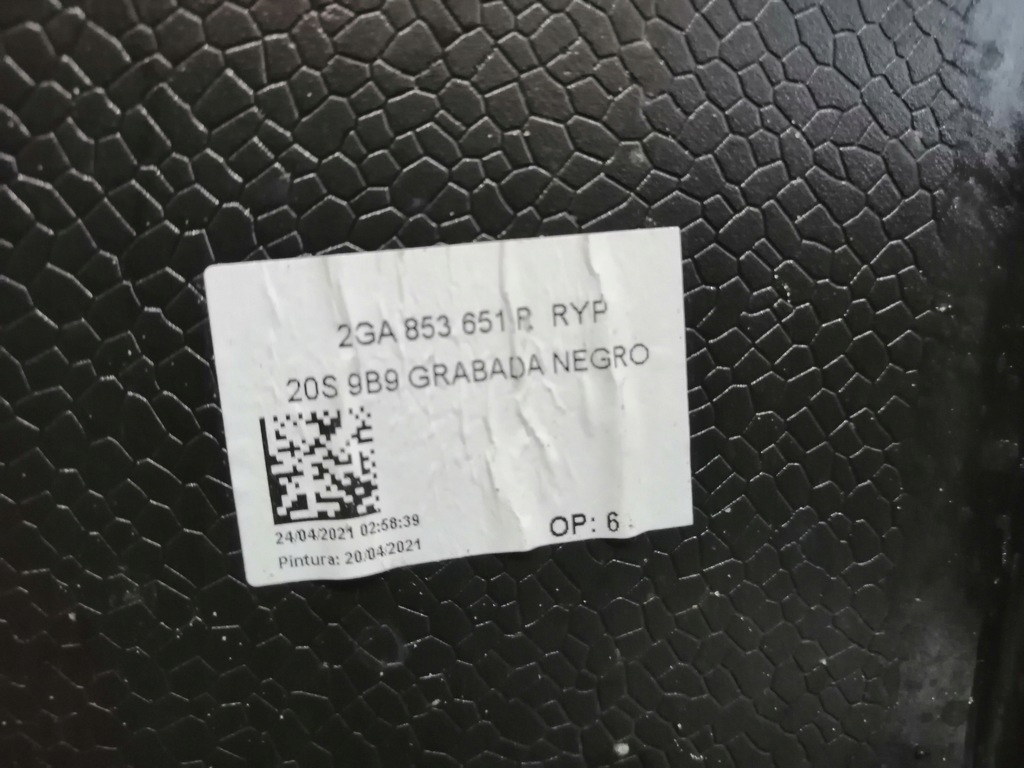 2GA 853 651 RYP
20S 9B9 GRABADA NEGRO
24/04/2021 02:58:39
Pintura: 20/04/2021
OP: 6